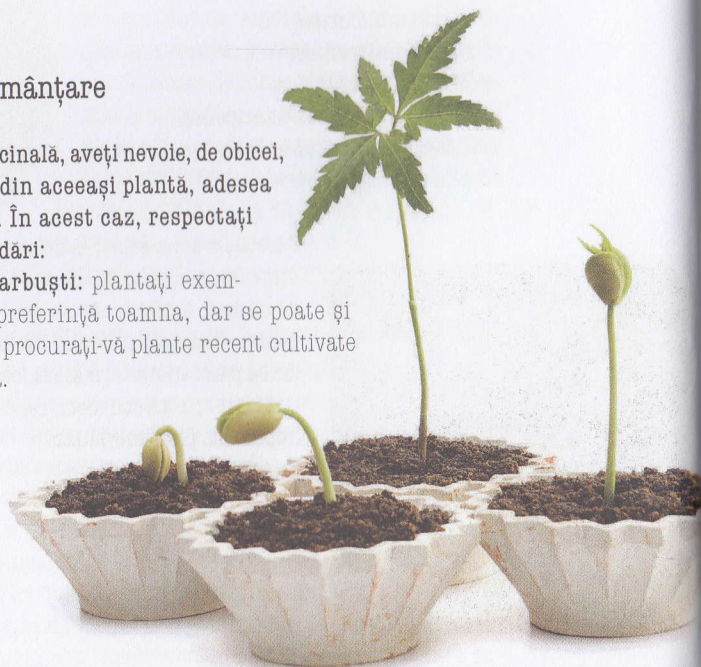 mânțare
cinală, aveți nevoie, de obicei,
din aceeași plantă, adesea
În acest caz, respectați
dări:
arbuști: plantați exem-
preferință toamna, dar se poate și
procurați-vă plante recent cultivate